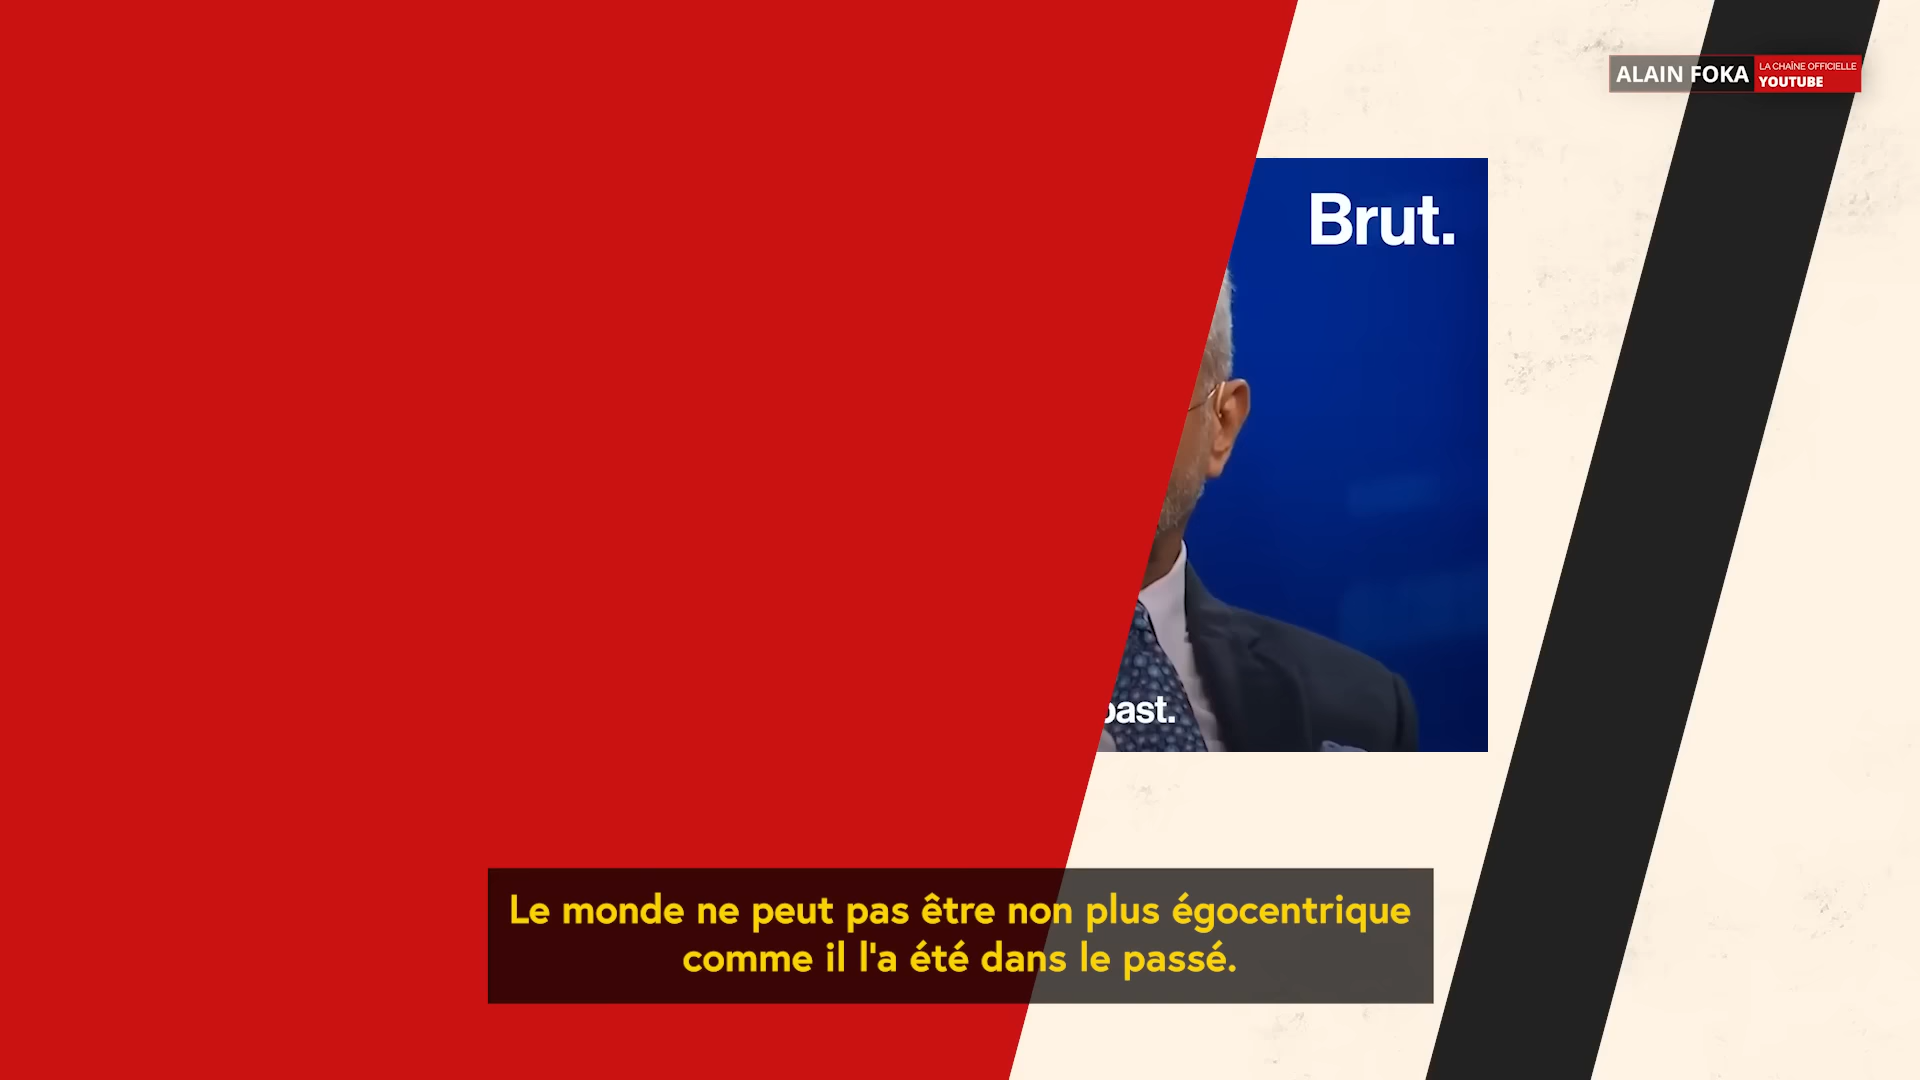 ALAIN FOKA
LA CHAÎNE OFFICIELLE
YOUTUBE
Brut.
Le monde ne peut pas être non plus égocentrique
comme il l'a été dans le passé.